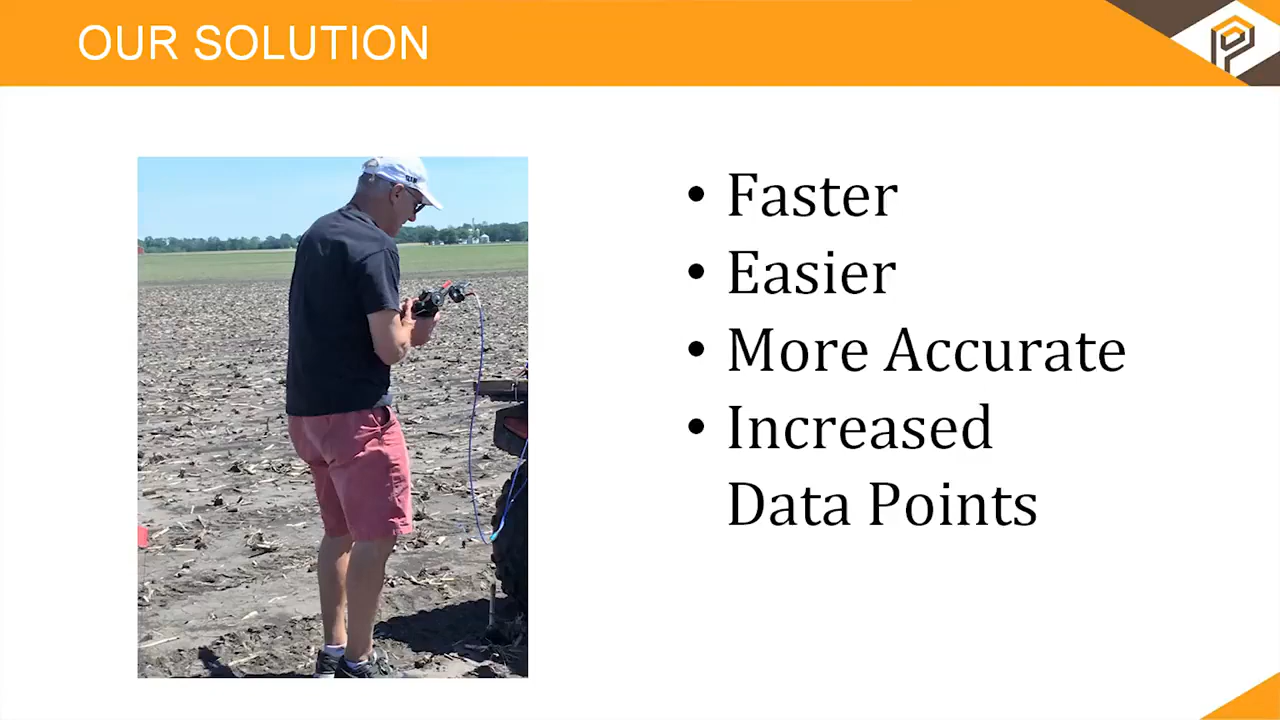 OUR SOLUTION
• Faster
• Easier
• More Accurate
• Increased
Data Points